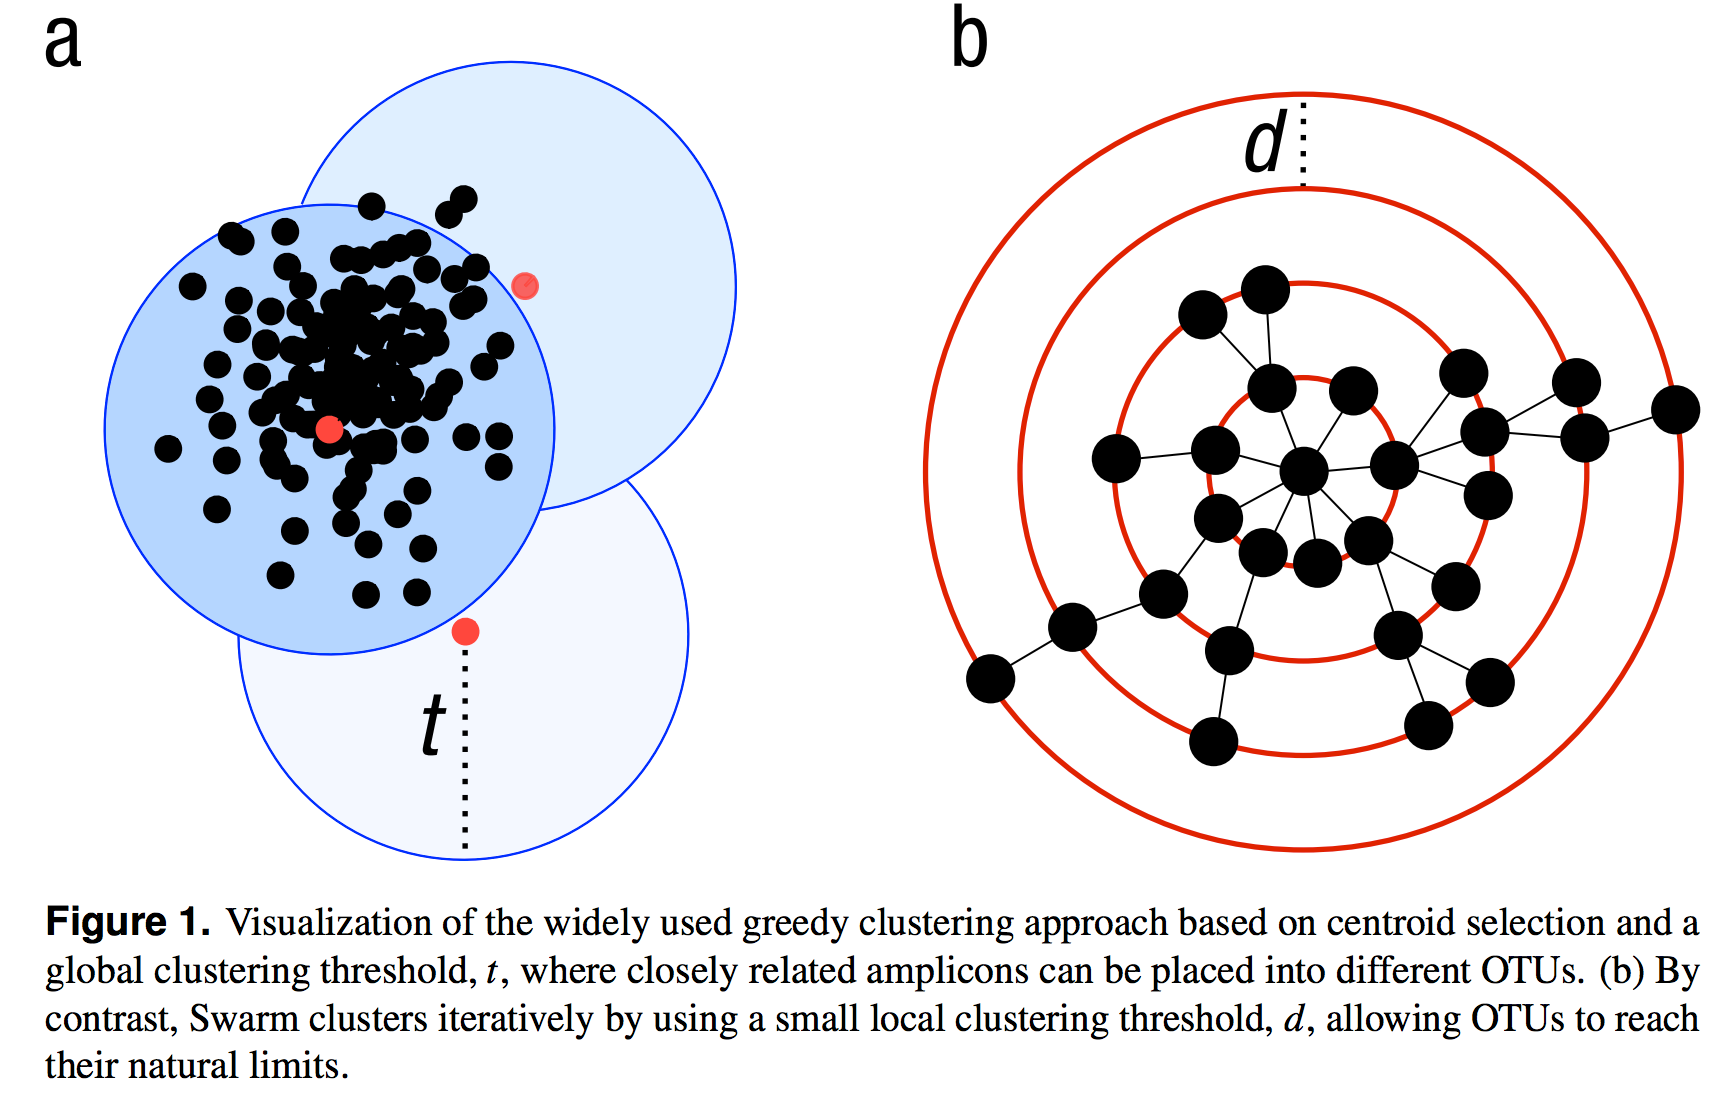 a
b
d
t
Figure 1. Visualization of the widely used greedy clustering approach based on centroid selection and a
global clustering threshold, t, where closely related amplicons can be placed into different OTUs. (b) By
contrast, Swarm clusters iteratively by using a small local clustering threshold, d, allowing OTUs to reach
their natural limits.